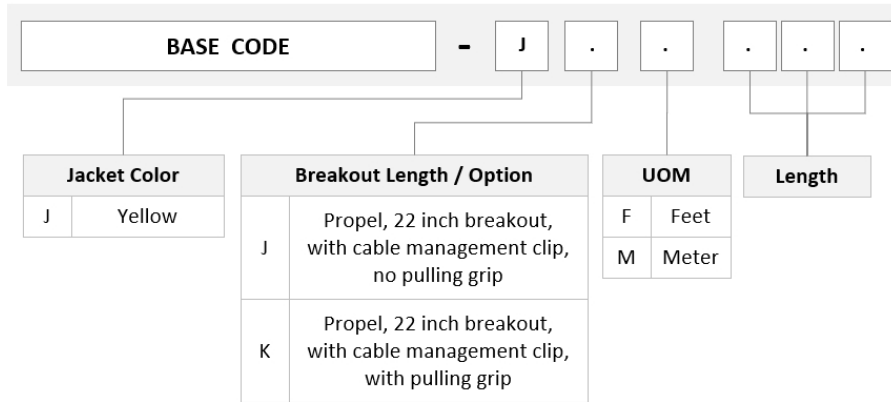 BASE CODE - J . . . . .
Jacket Color
J Yellow
Breakout Length / Option
J Propel, 22 inch breakout,
with cable management clip,
no pulling grip
K Propel, 22 inch breakout,
with cable management clip,
with pulling grip
UOM
F Feet
M Meter
Length